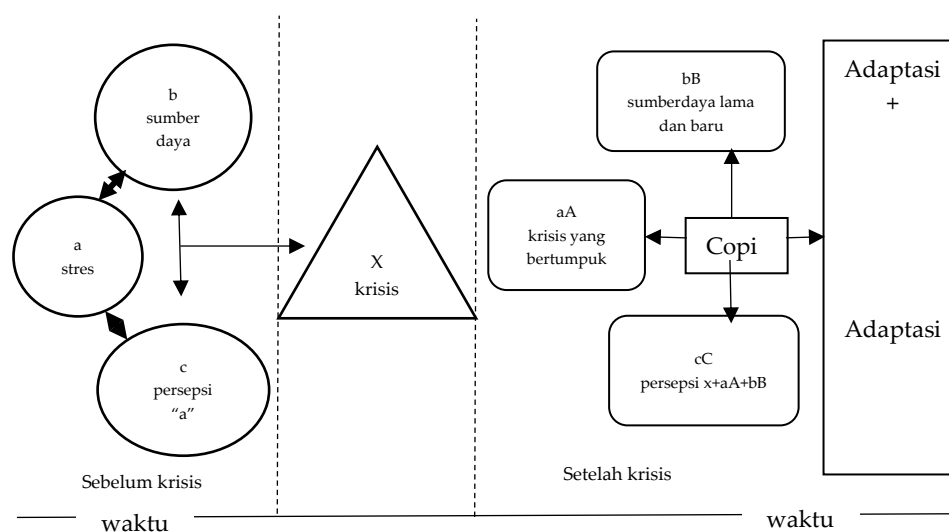 b
sumber
daya
a
stres
c
persepsi
“a”
Sebelum krisis
waktu
X
krisis
bB
sumberdaya lama
dan baru
aA
krisis yang
bertumpuk
Copi
cC
persepsi x+aA+bB
Setelah krisis
Adaptasi
+
Adaptasi
waktu